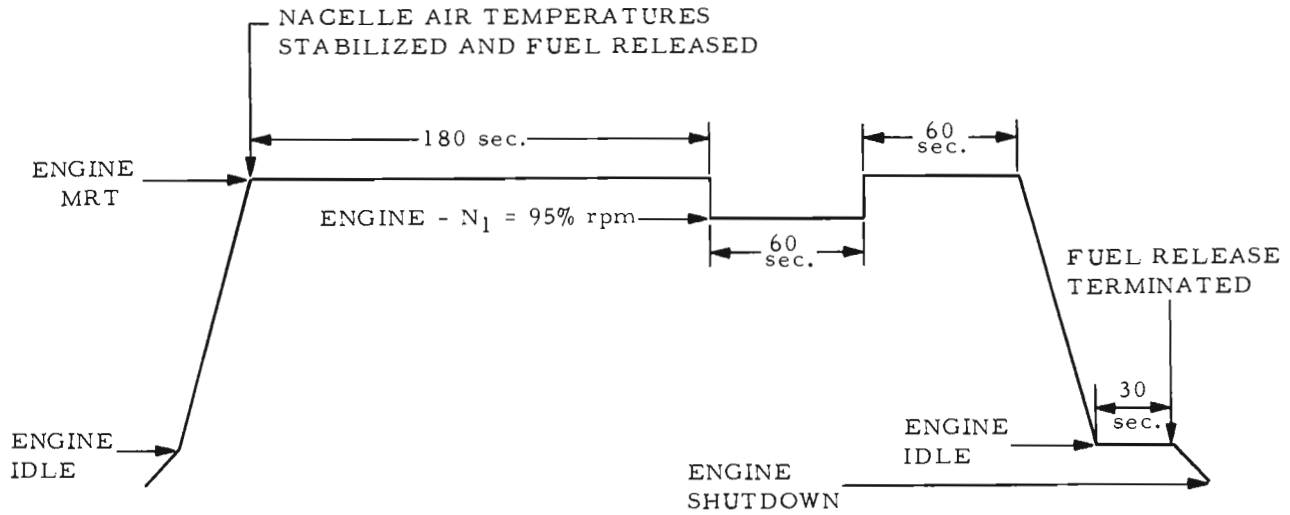 NACELLE AIR TEMPERATURES
STABILIZED AND FUEL RELEASED
180 sec.
60
sec.
ENGINE
MRT
ENGINE - N1 = 95% rpm
60
sec.
FUEL RELEASE
TERMINATED
30
sec.
ENGINE
IDLE
ENGINE
IDLE
ENGINE
SHUTDOWN